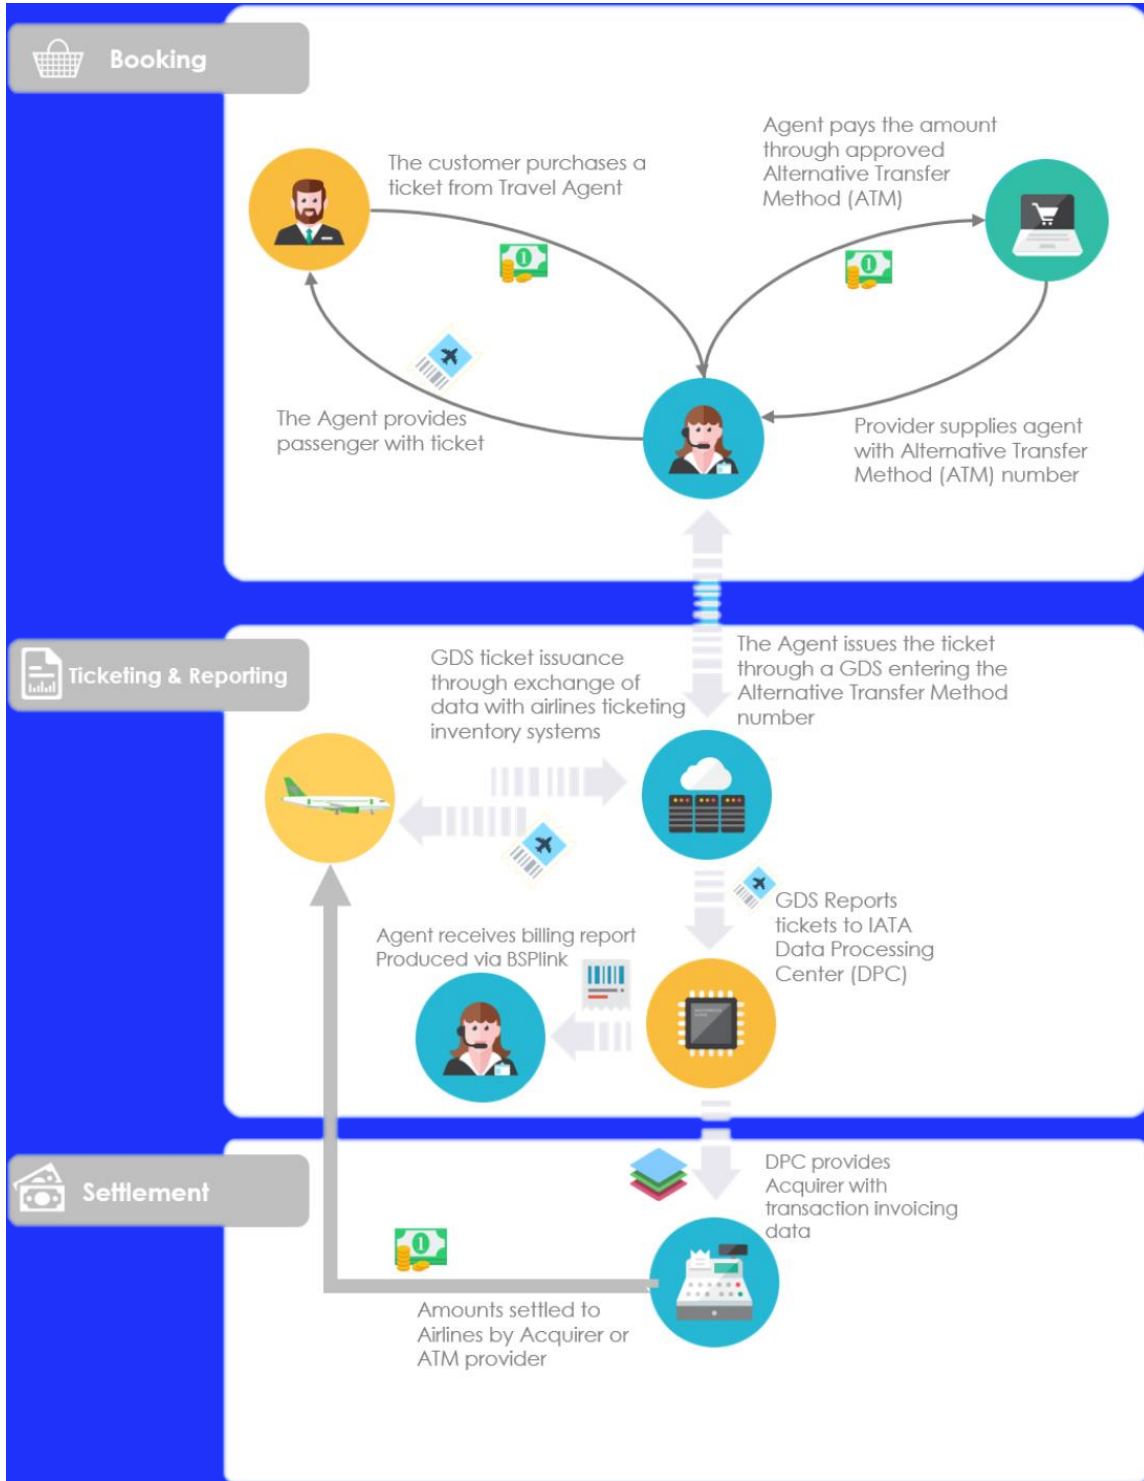 Booking
The customer purchases a
ticket from Travel Agent
Agent pays the amount
through approved
Alternative Transfer
Method (ATM)
The Agent provides
passenger with ticket
Provider supplies agent
with Alternative Transfer
Method (ATM) number
Ticketing & Reporting
GDS ticket issuance
through exchange of
data with airlines ticketing
inventory systems
The Agent issues the ticket
through a GDS entering the
Alternative Transfer Method
number
GDS Reports
tickets to IATA
Data Processing
Center (DPC)
Agent receives billing report
Produced via BSPlink
Settlement
DPC provides
Acquirer with
transaction invoicing
data
Amounts settled to
Airlines by Acquirer or
ATM provider